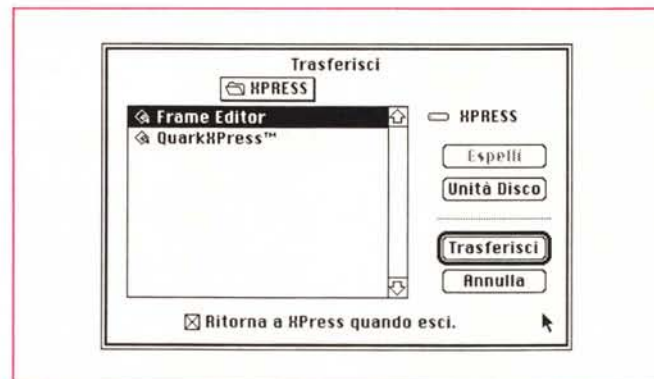 Trasferisci
XPRESS
Frame Editor
QuarkXPress™
XPRESS
Espelli
Unità Disco
Trasferisci
Annulla
Ritorna a XPress quando esci.